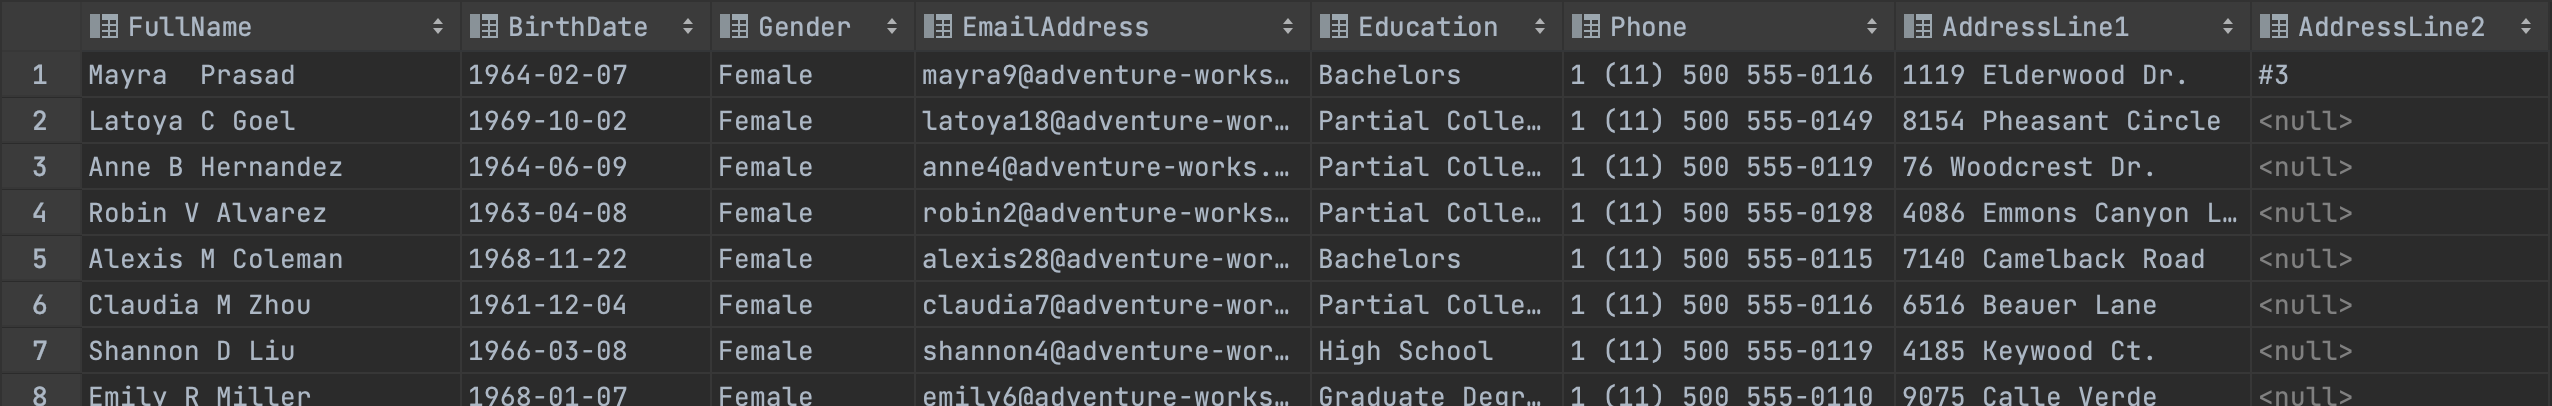 FullName BirthDate Gender EmailAddress Education Phone AddressLine1 AddressLine2
1 Mayra  Prasad 1964-02-07 Female mayra9@adventure-works… Bachelors 1 (11) 500 555-0116 1119 Elderwood Dr. #3
2 Latoya C Goel 1969-10-02 Female latoya18@adventure-wor… Partial Colle… 1 (11) 500 555-0149 8154 Pheasant Circle <null>
3 Anne B Hernandez 1964-06-09 Female anne4@adventure-works.… Partial Colle… 1 (11) 500 555-0119 76 Woodcrest Dr. <null>
4 Robin V Alvarez 1963-04-08 Female robin2@adventure-works… Partial Colle… 1 (11) 500 555-0198 4086 Emmons Canyon L… <null>
5 Alexis M Coleman 1968-11-22 Female alexis28@adventure-wor… Bachelors 1 (11) 500 555-0115 7140 Camelback Road <null>
6 Claudia M Zhou 1961-12-04 Female claudia7@adventure-wor… Partial Colle… 1 (11) 500 555-0116 6516 Beauer Lane <null>
7 Shannon D Liu 1966-03-08 Female shannon4@adventure-wor… High School 1 (11) 500 555-0119 4185 Keywood Ct. <null>
8 Emily R Miller 1968-01-07 Female emily6@adventure-works… Graduate Degr… 1 (11) 500 555-0110 9075 Calle Verde <null>